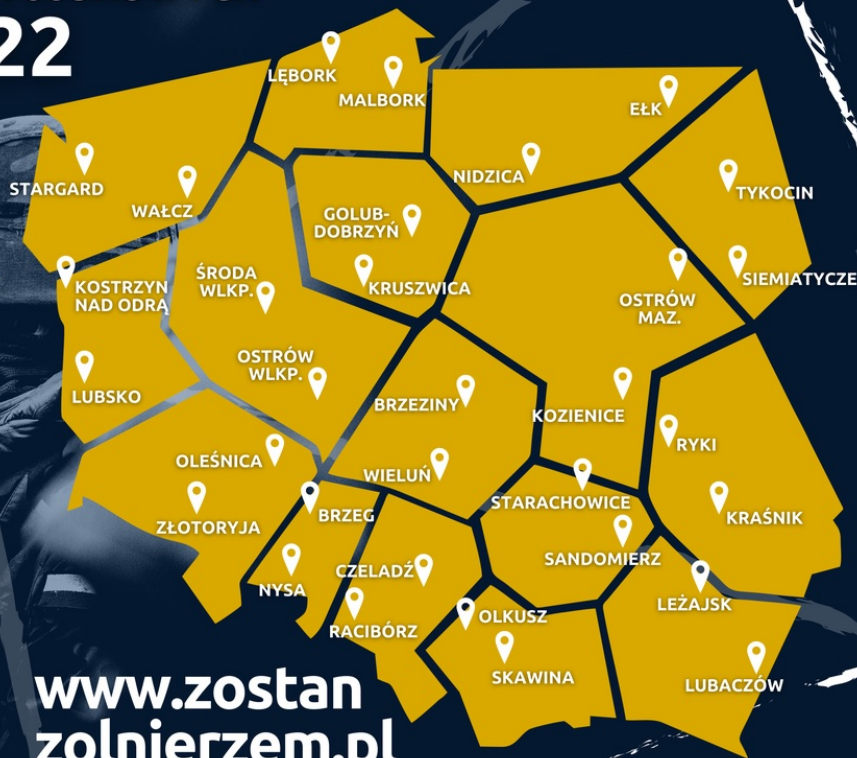 22
LĘBORK
MALBORK
EŁK
STARGARD
WAŁCZ
NIDZICA
TYKOCIN
GOLUB-
DOBRZYŃ
KOSTRZYN
NAD ODRĄ
ŚRODA
WLKP.
KRUSZWICA
OSTRÓW
MAZ.
SIEMIATYCZE
LUBSKO
OSTRÓW
WLKP.
BRZEZINY
KOZIENICE
OLEŚNICA
WIELUŃ
RYKI
ZŁOTORYJA
BRZEG
STARACHOWICE
KRAŚNIK
NYSA
CZELADŹ
SANDOMIERZ
RACIBÓRZ
OLKUSZ
LEŻAJSK
SKAWINA
LUBACZÓW
www.zostan
zolnierzem.pl